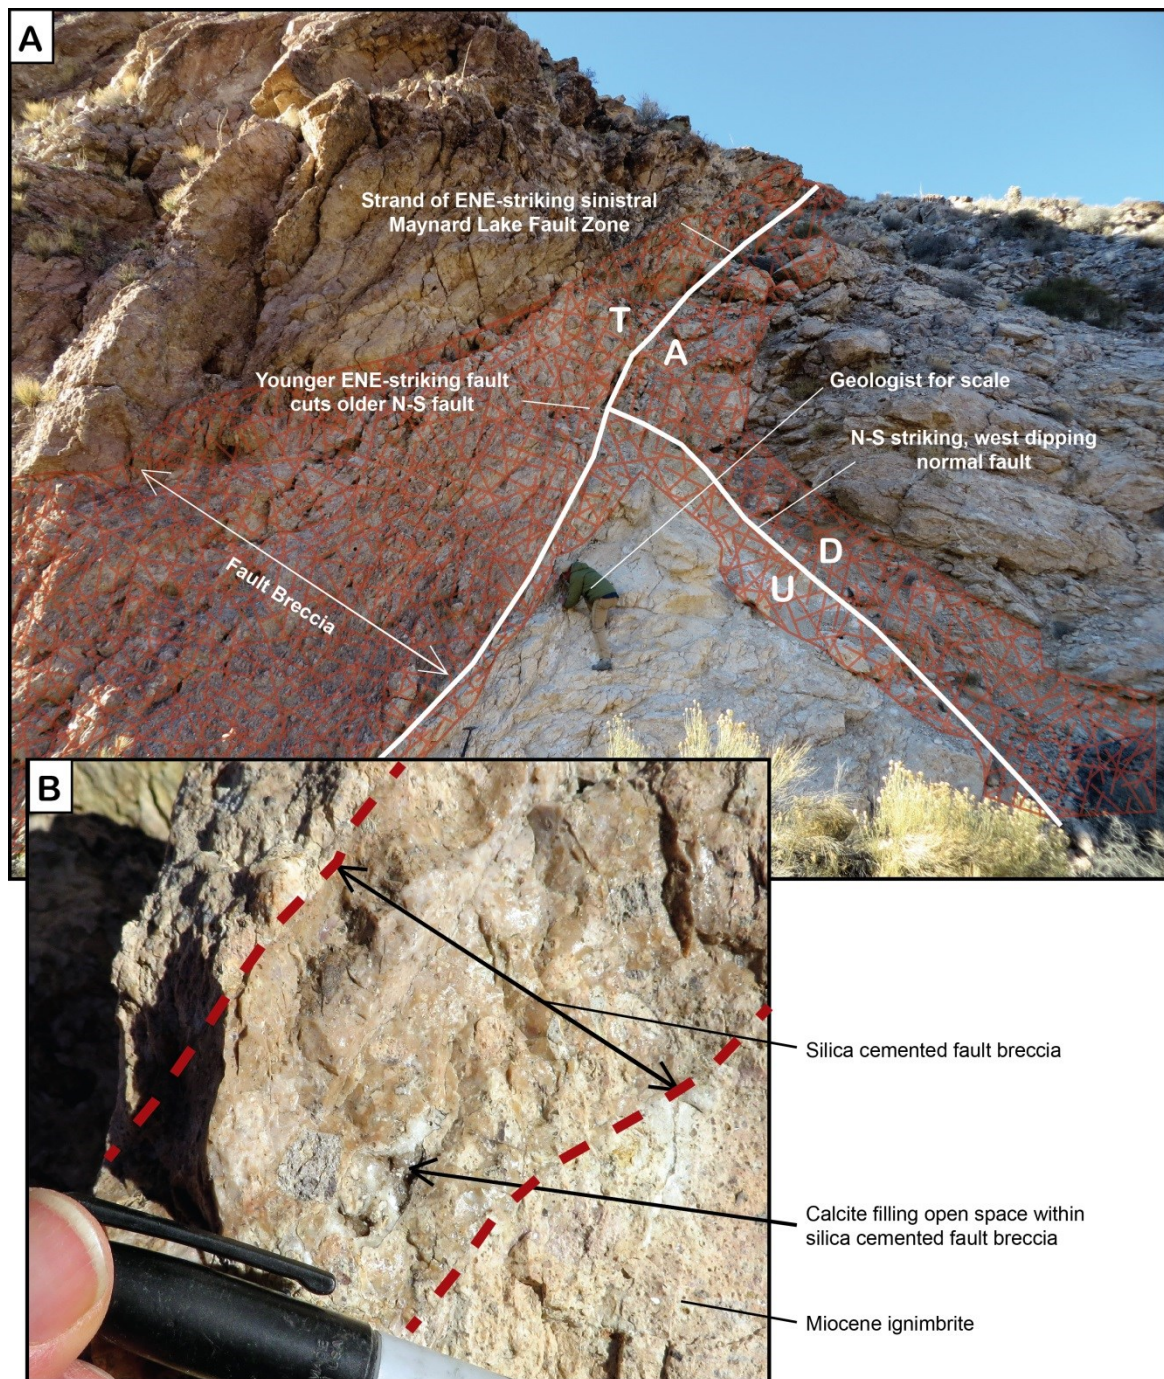 A
Strand of ENE-striking sinistral
Maynard Lake Fault Zone
T
A
Younger ENE-striking fault
cuts older N-S fault
Geologist for scale
N-S striking, west dipping
normal fault
D
U
Fault Breccia
B
Silica cemented fault breccia
Calcite filling open space within
silica cemented fault breccia
Miocene ignimbrite
USA